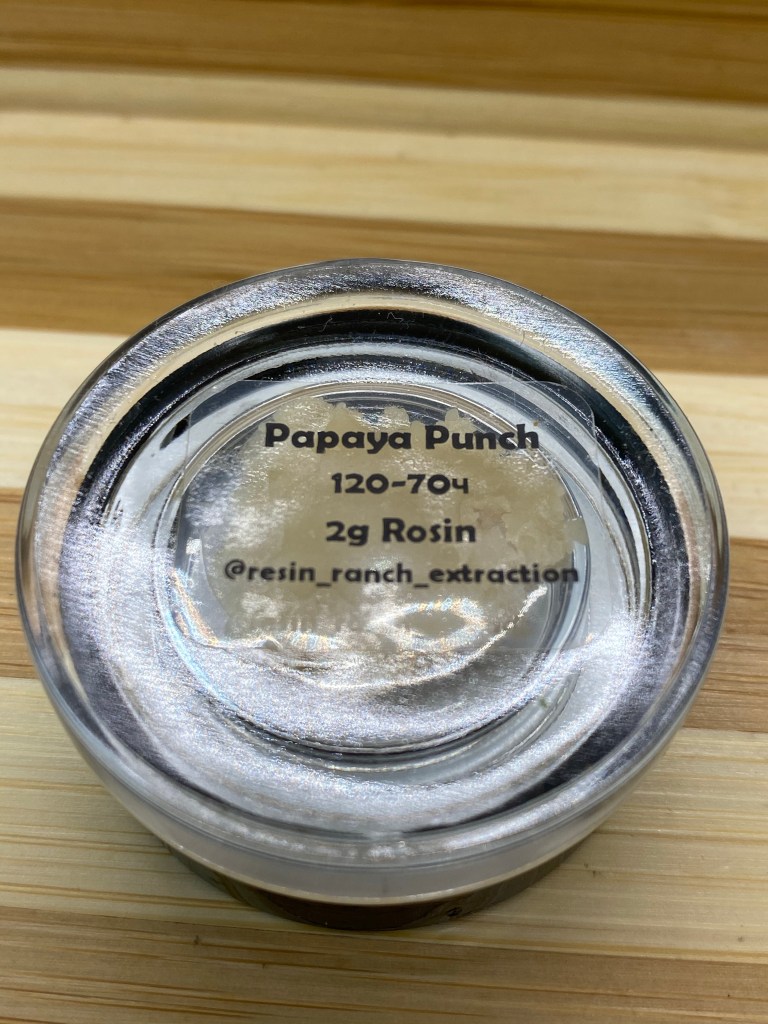 Papaya Punch
120-704
2g Rosin
@resin_ranch_extraction